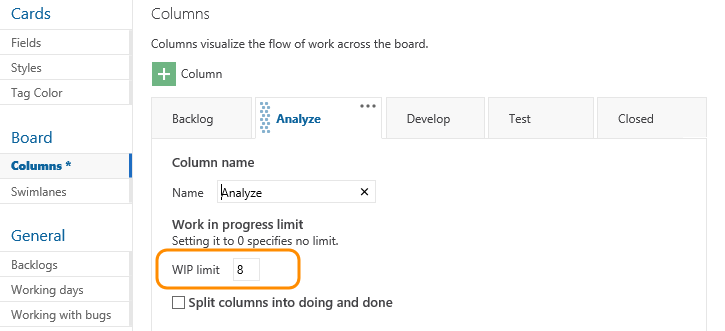 Cards
Fields
Styles
Tag Color
Board
Columns *
Swimlanes
General
Backlogs
Working days
Working with bugs
Columns
Columns visualize the flow of work across the board.
Column
Backlog
Analyze
Develop
Test
Closed
Column name
Name Analyze
Work in progress limit
Setting it to 0 specifies no limit.
WIP limit 8
Split columns into doing and done